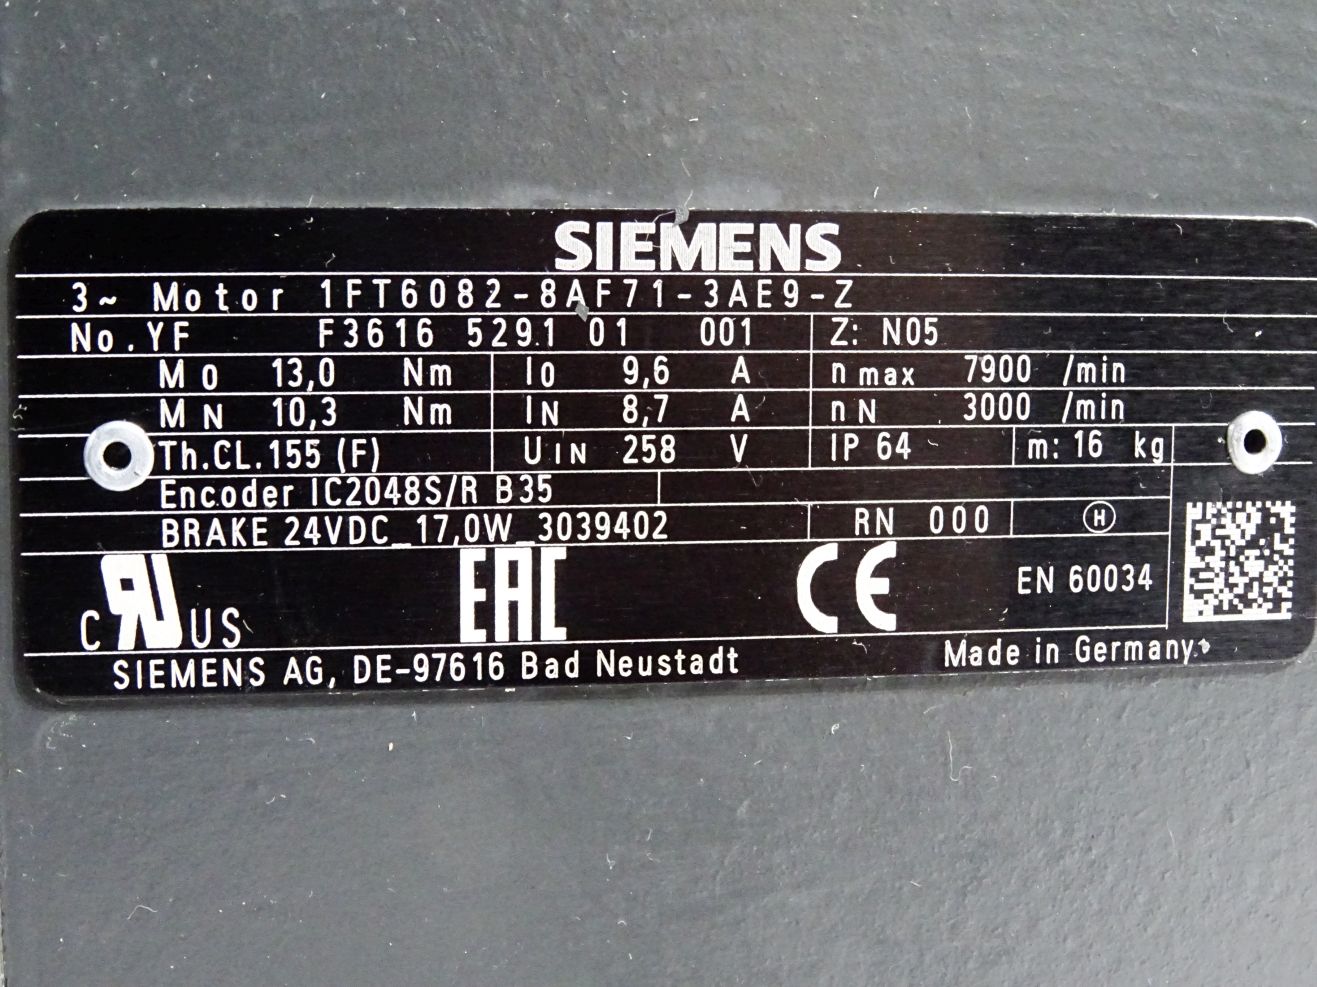 SIEMENS
3~ Motor 1FT6082-8AF71-3AE9-Z
No. YF F3616 5291 01 001 Z: N05
M0 13,0 Nm I0 9,6 A n max 7900 /min
MN 10,3 Nm IN 8,7 A nN 3000 /min
Th.CL.155 (F) UIN 258 V IP 64 m: 16 kg
Encoder IC2048S/R B35
BRAKE 24VDC_17,0W_3039402 RN 000 H
C RU US EAC CE EN 60034
SIEMENS AG, DE-97616 Bad Neustadt Made in Germany